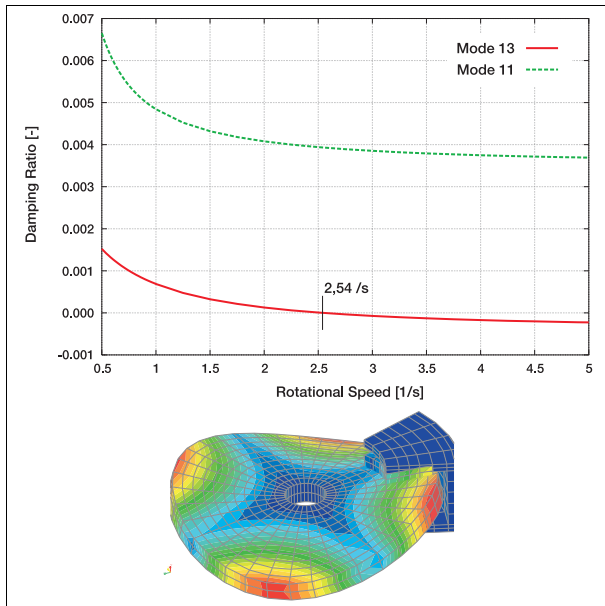 0.007
0.006
0.005
0.004
0.003
0.002
0.001
0.000
-0.001
Damping Ratio [-]
Mode 13
Mode 11
2,54 /s
0.5 1 1.5 2 2.5 3 3.5 4 4.5 5
Rotational Speed [1/s]